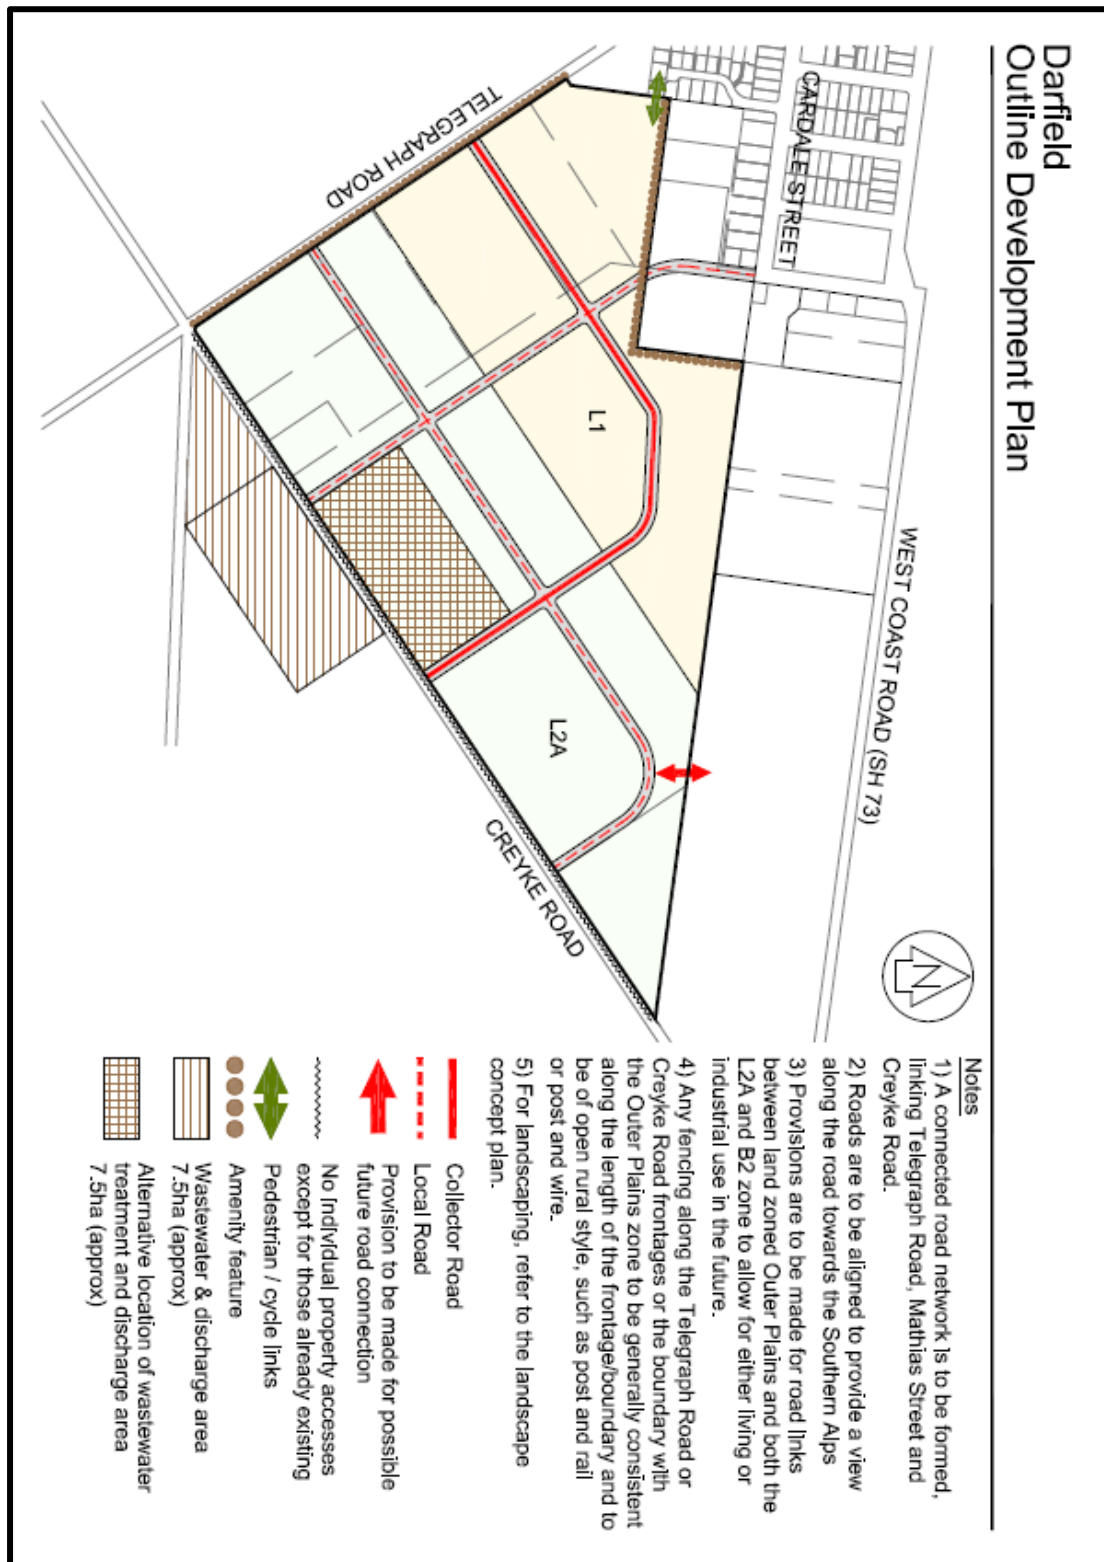 Darfield
Outline Development Plan
CARDALE STREET
TELEGRAPH ROAD
WEST COAST ROAD (SH 73)
L1
L2A
CREYKE ROAD
N
Notes
1) A connected road network is to be formed,
linking Telegraph Road, Mathias Street and
Creyke Road.
2) Roads are to be aligned to provide a view
along the road towards the Southern Alps
3) Provisions are to be made for road links
between land zoned Outer Plains and both the
L2A and B2 zone to allow for either living or
industrial use in the future.
4) Any fencing along the Telegraph Road or
Creyke Road frontages or the boundary with
the Outer Plains zone to be generally consistent
along the length of the frontage/boundary and to
be of open rural style, such as post and rail
or post and wire.
5) For landscaping, refer to the landscape
concept plan.
Collector Road
Local Road
Provision to be made for possible
future road connection
No individual property accesses
except for those already existing
Pedestrian / cycle links
Amenity feature
Wastewater & discharge area
7.5ha (approx)
Alternative location of wastewater
treatment and discharge area
7.5ha (approx)